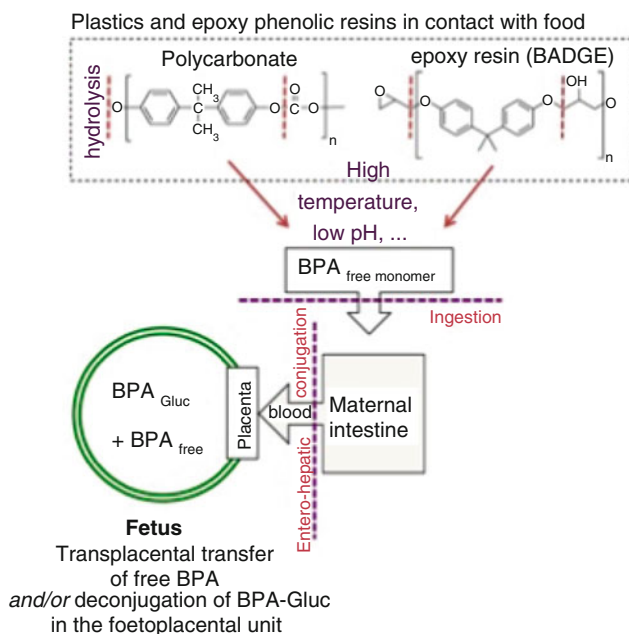 Plastics and epoxy phenolic resins in contact with food
Polycarbonate
epoxy resin (BADGE)
hydrolysis
O
CH3
C
CH3
O
O
C
O
n
O
O
O
OH
O
n
High
temperature,
low pH, ...
BPA free monomer
Ingestion
conjugation
Entero-hepatic
Maternal
intestine
blood
Placenta
BPA Gluc
+ BPA free
Fetus
Transplacental transfer
of free BPA
and/or deconjugation of BPA-Gluc
in the foetoplacental unit